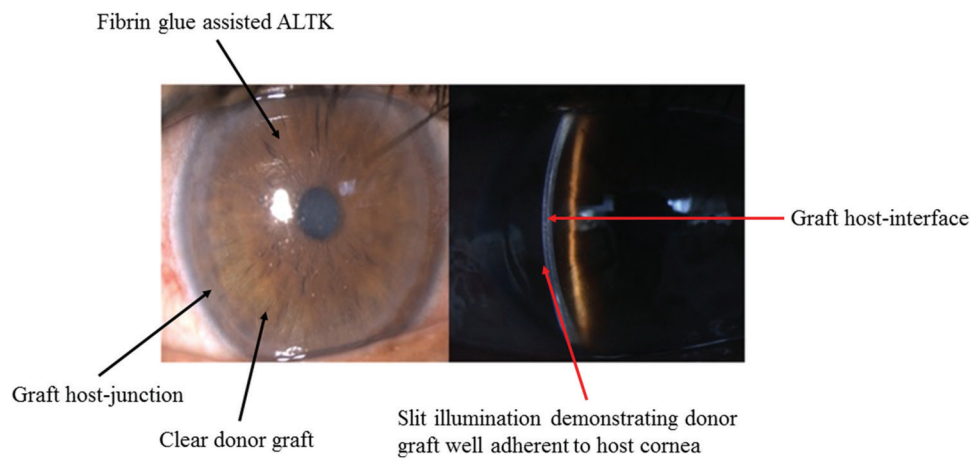 Fibrin glue assisted ALTK
Graft host-interface
Graft host-junction
Clear donor graft
Slit illumination demonstrating donor
graft well adherent to host cornea